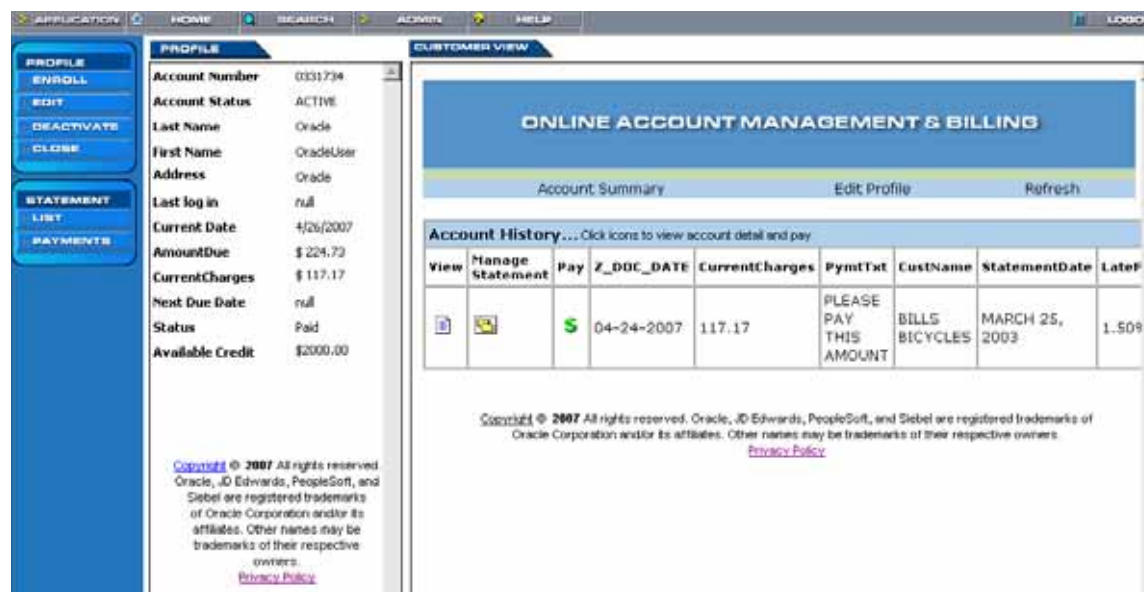 APPLICATION HOME SEARCH ADMIN HELP LOGO
PROFILE
ENROLL
EDIT
DEACTIVATE
CLOSE
STATEMENT
LIST
PAYMENTS
PROFILE
Account Number 0331734
Account Status ACTIVE
Last Name Oracle
First Name OracleUser
Address Oracle
Last log in null
Current Date 4/26/2007
AmountDue $ 224.73
CurrentCharges $ 117.17
Next Due Date null
Status Paid
Available Credit $2000.00
Copyright © 2007 All rights reserved.
Oracle, JD Edwards, PeopleSoft, and
Siebel are registered trademarks
of Oracle Corporation and/or its
affiliates. Other names may be
trademarks of their respective
owners.
Privacy Policy
CUSTOMER VIEW
ONLINE ACCOUNT MANAGEMENT & BILLING
Account Summary Edit Profile Refresh
Account History... Click icons to view account detail and pay
View Manage Statement Pay Z_DOC_DATE CurrentCharges PymtTxt CustName StatementDate LateF
$ 04-24-2007 117.17 PLEASE PAY THIS AMOUNT BILLS BICYCLES MARCH 25, 2003 1.50%
Copyright © 2007 All rights reserved. Oracle, JD Edwards, PeopleSoft, and Siebel are registered trademarks of
Oracle Corporation and/or its affiliates. Other names may be trademarks of their respective owners.
Privacy Policy